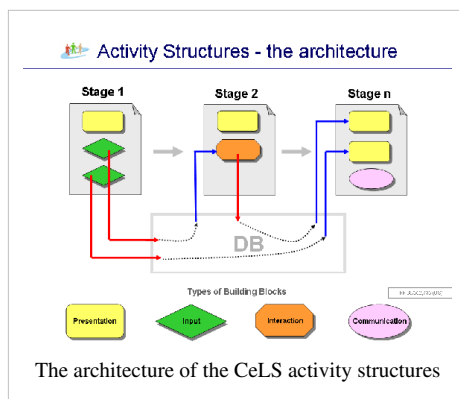 Activity Structures - the architecture
Stage 1
Stage 2
Stage n
DB
Types of Building Blocks
Presentation
Input
Interaction
Communication
The architecture of the CeLS activity structures